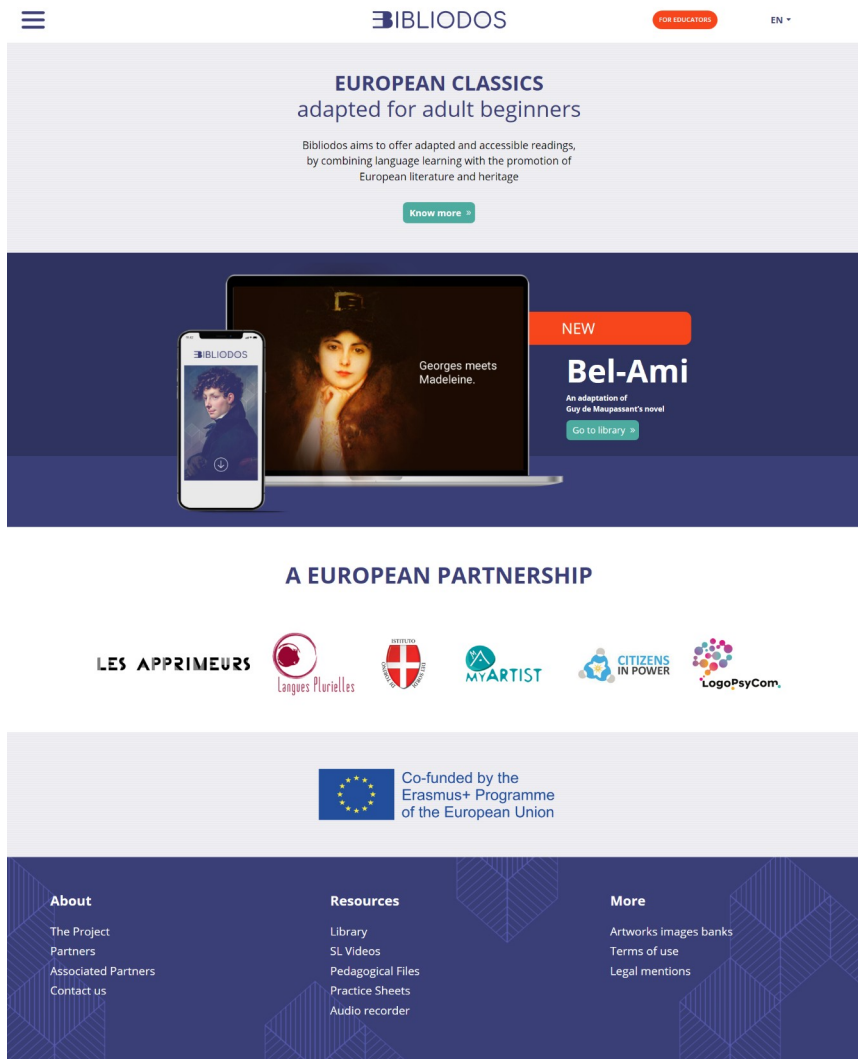 BIBLIODOS
FOR EDUCATORS
EN
EUROPEAN CLASSICS
adapted for adult beginners
Bibliodos aims to offer adapted and accessible readings,
by combining language learning with the promotion of
European literature and heritage
Know more »
NEW
BIBLIODOS
Georges meets
Madeleine.
Bel-Ami
An adaptation of
Guy de Maupassant's novel
Go to library »
A EUROPEAN PARTNERSHIP
LES APPRIMEURS
Langues Plurielles
ISTITUTO
MYARTIST
CITIZENS
IN POWER
LogoPsyCom
Co-funded by the
Erasmus+ Programme
of the European Union
About
The Project
Partners
Associated Partners
Contact us
Resources
Library
SL Videos
Pedagogical Files
Practice Sheets
Audio recorder
More
Artworks images banks
Terms of use
Legal mentions